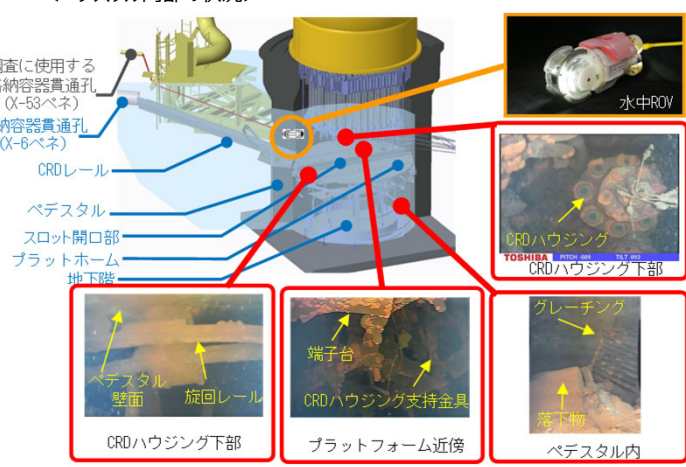 調査に使用する
格納容器貫通孔
(X-53ペネ)
格納容器貫通孔
(X-6ペネ)
CRDレール
ペデスタル
スロット開口部
プラットホーム
地下階
水中ROV
CRDハウジング
TOSHIBA PITCH -089 TILT 093
CRDハウジング下部
ペデスタル
壁面
旋回レール
CRDハウジング下部
端子台
CRDハウジング支持金具
プラットフォーム近傍
グレーチング
落下物
ペデスタル内